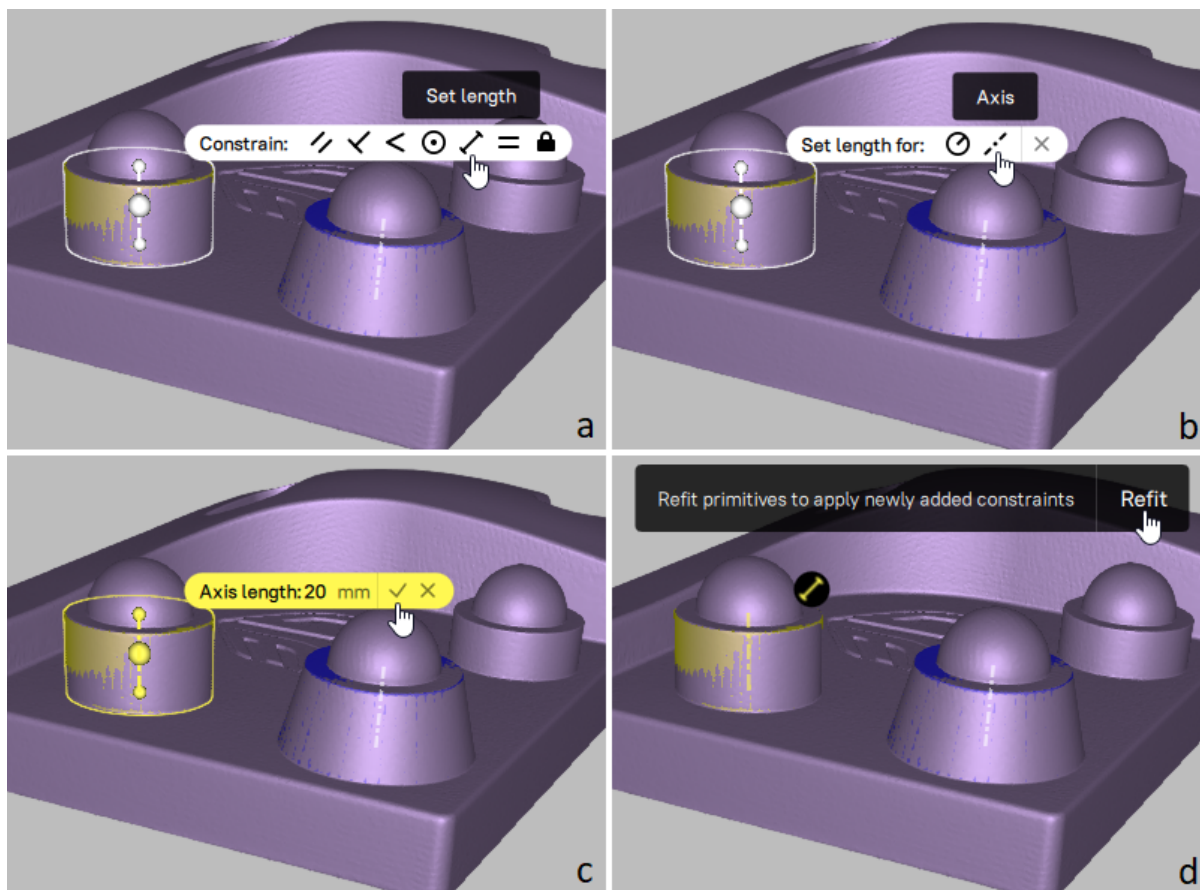 Set length
Constrain:
a
Axis
Set length for:
b
Axis length: 20 mm
c
Refit primitives to apply newly added constraints Refit
d